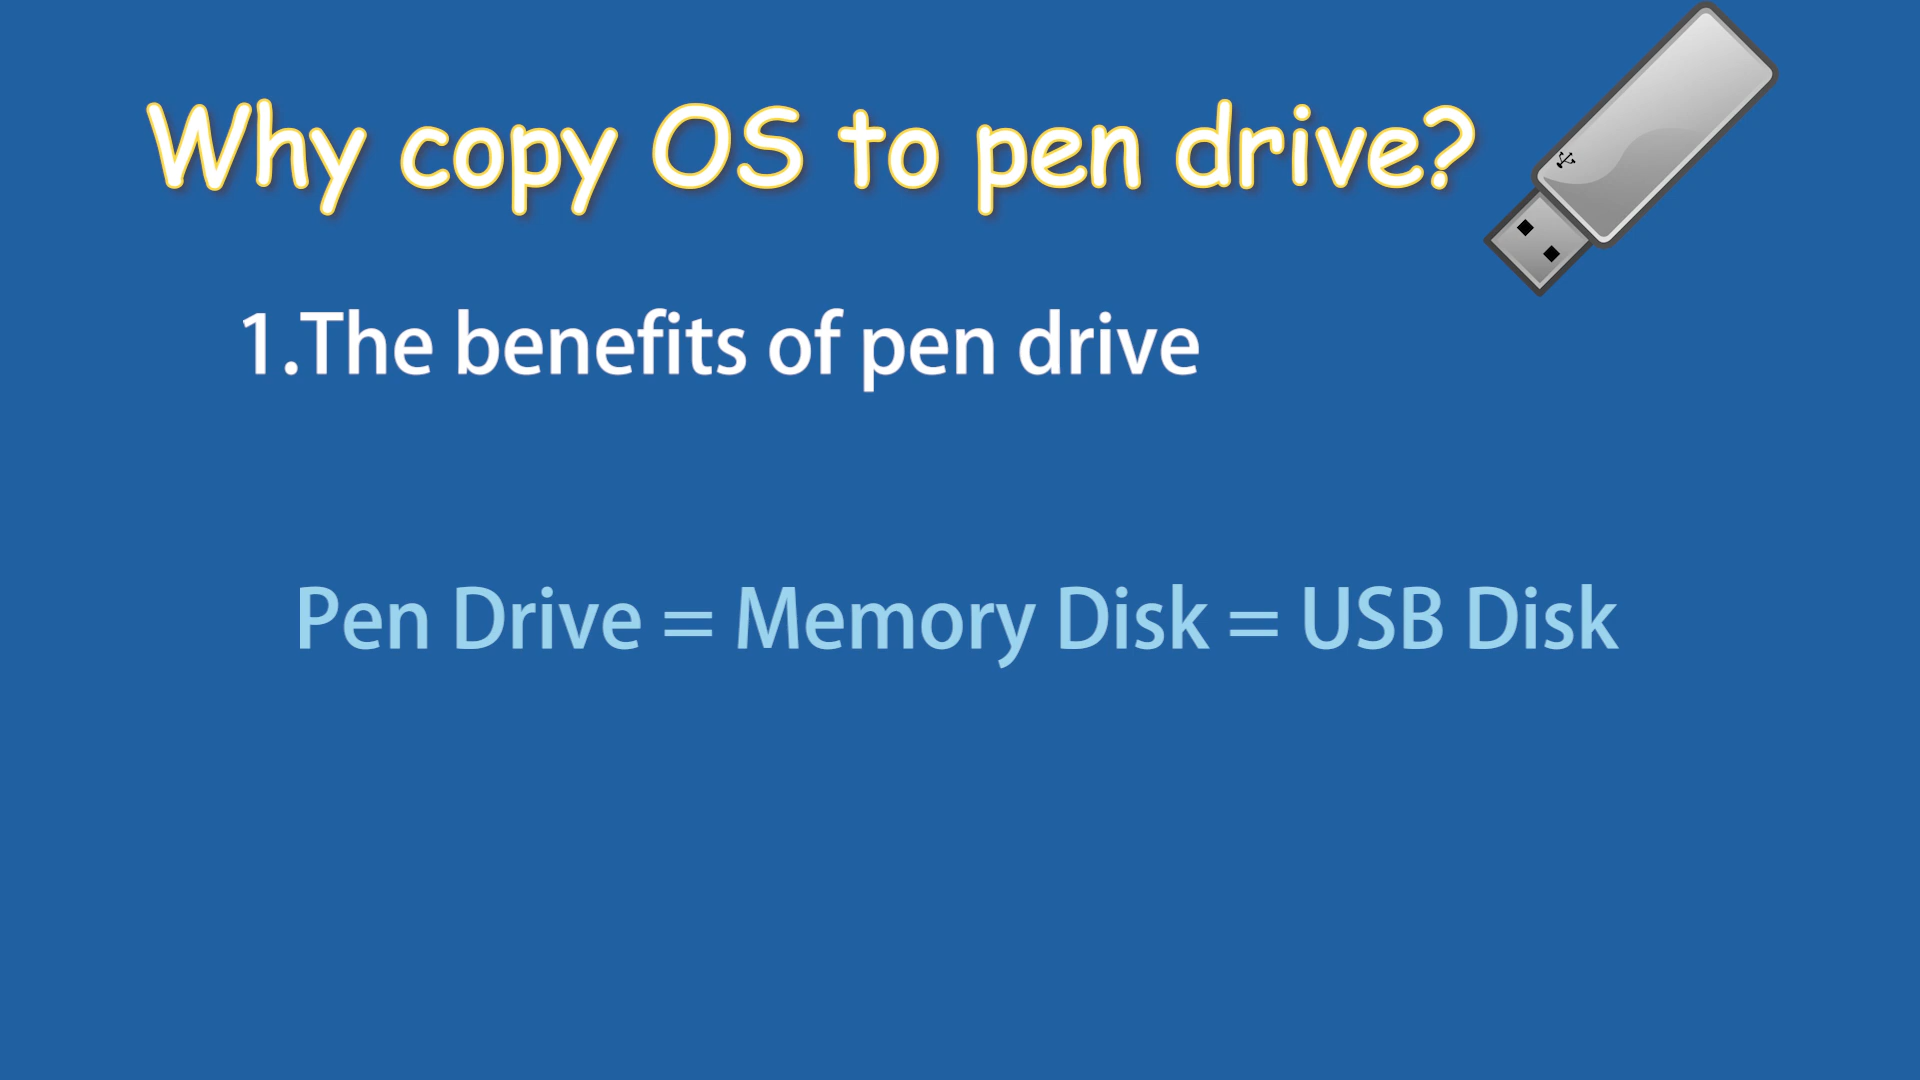 Why copy OS to pen drive?
1.The benefits of pen drive
Pen Drive = Memory Disk = USB Disk